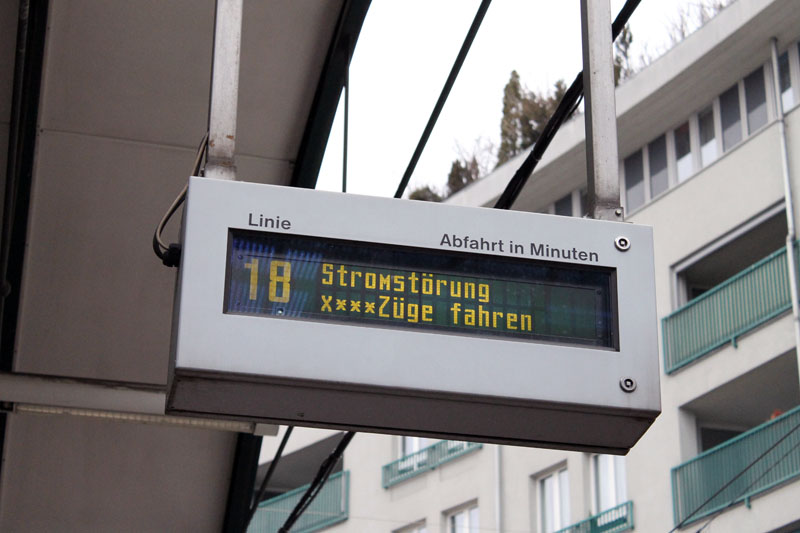 Linie
Abfahrt in Minuten
18 Stromstörung
X***Züge fahren